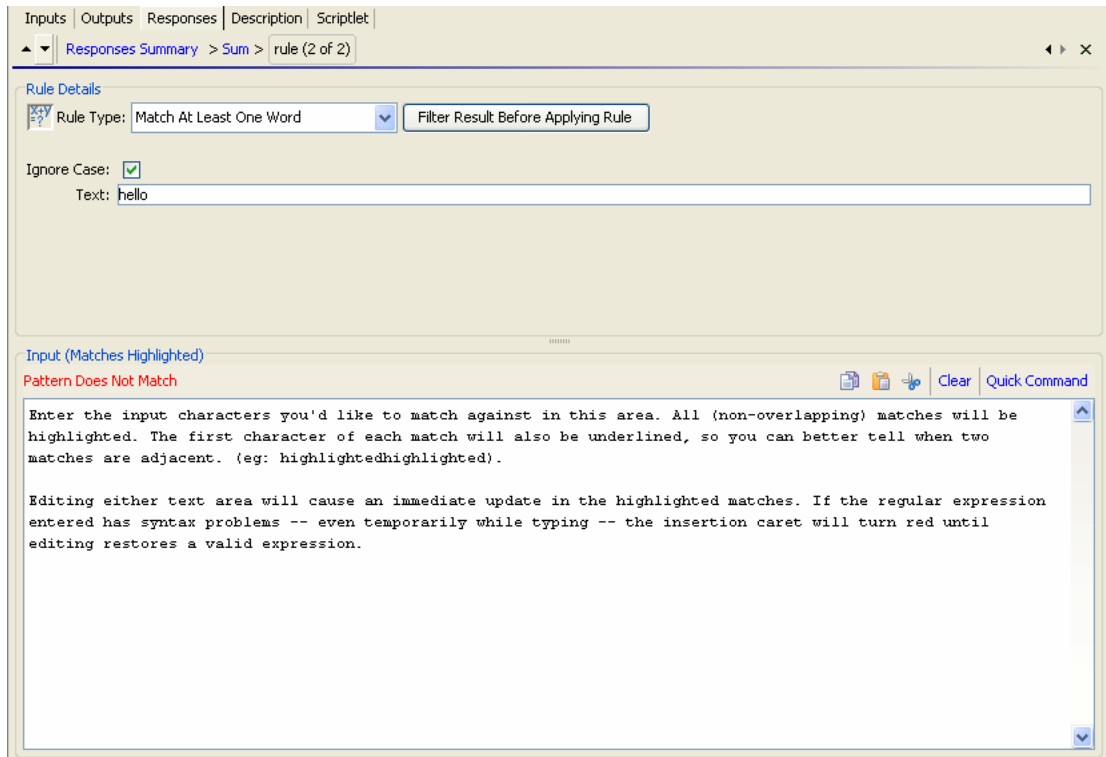 Inputs Outputs Responses Description Scriptlet
Responses Summary > Sum > rule (2 of 2)
Rule Details
X+Y =? Rule Type: Match At Least One Word Filter Result Before Applying Rule
Ignore Case:
Text: hello
Input (Matches Highlighted)
Pattern Does Not Match Clear Quick Command
Enter the input characters you'd like to match against in this area. All (non-overlapping) matches will be
highlighted. The first character of each match will also be underlined, so you can better tell when two
matches are adjacent. (eg: highlightedhighlighted).
Editing either text area will cause an immediate update in the highlighted matches. If the regular expression
entered has syntax problems -- even temporarily while typing -- the insertion caret will turn red until
editing restores a valid expression.